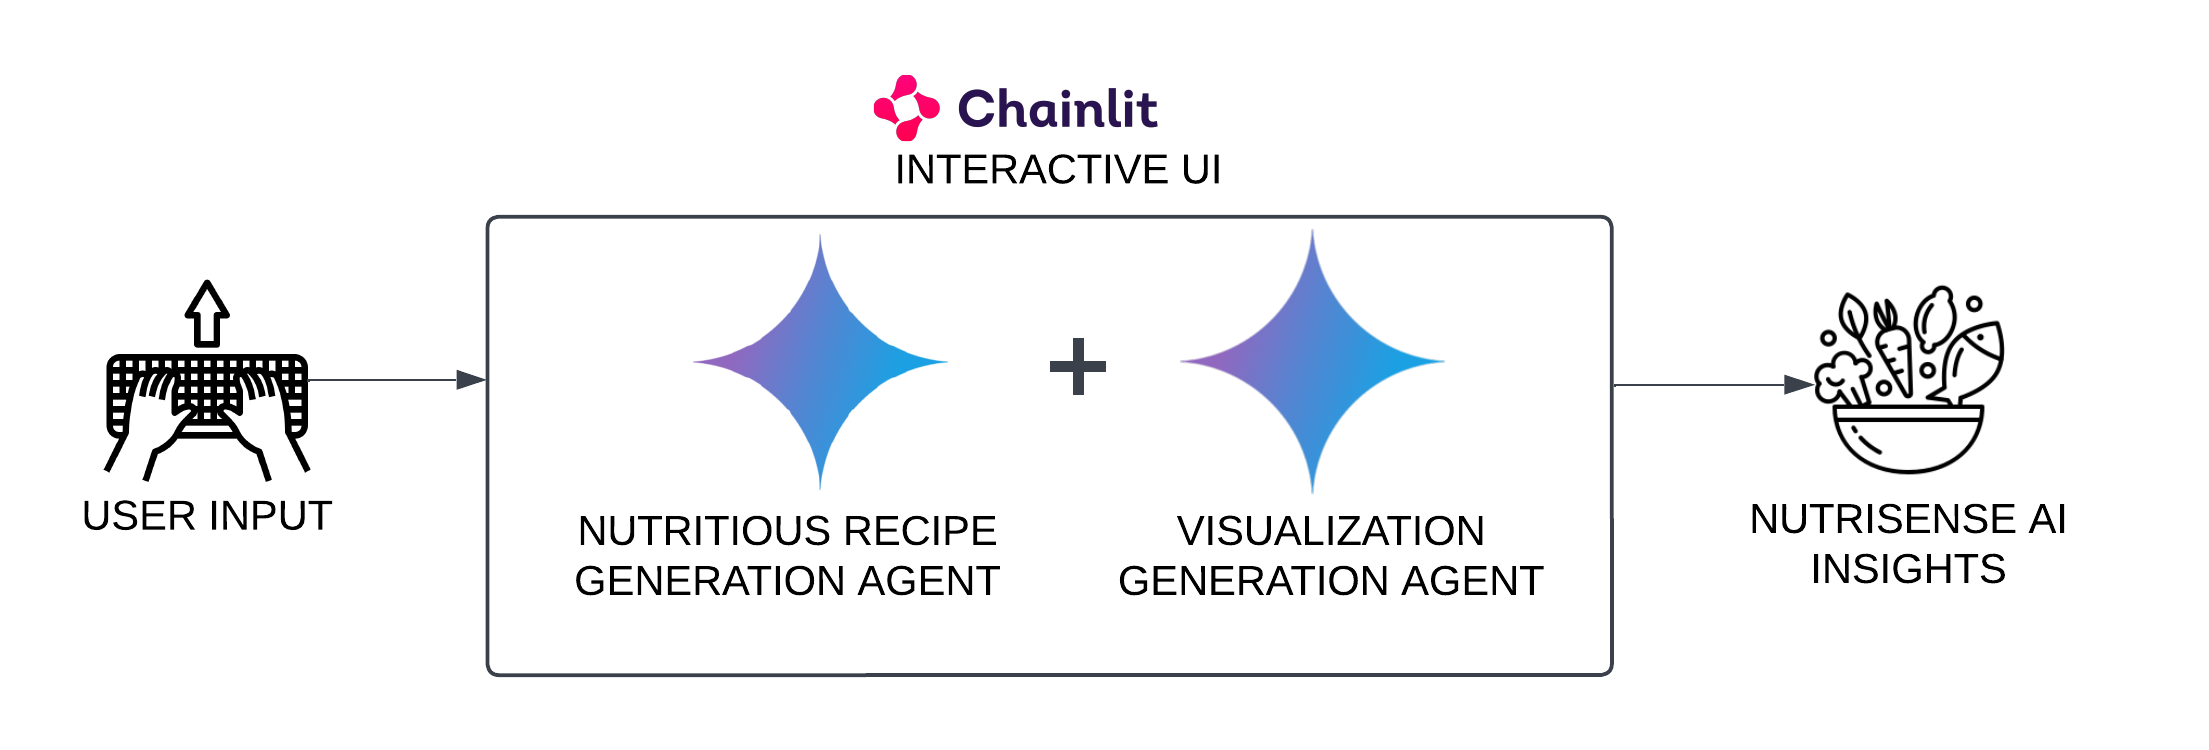 Chainlit
INTERACTIVE UI
USER INPUT
NUTRITIOUS RECIPE
GENERATION AGENT
VISUALIZATION
GENERATION AGENT
NUTRISENSE AI
INSIGHTS